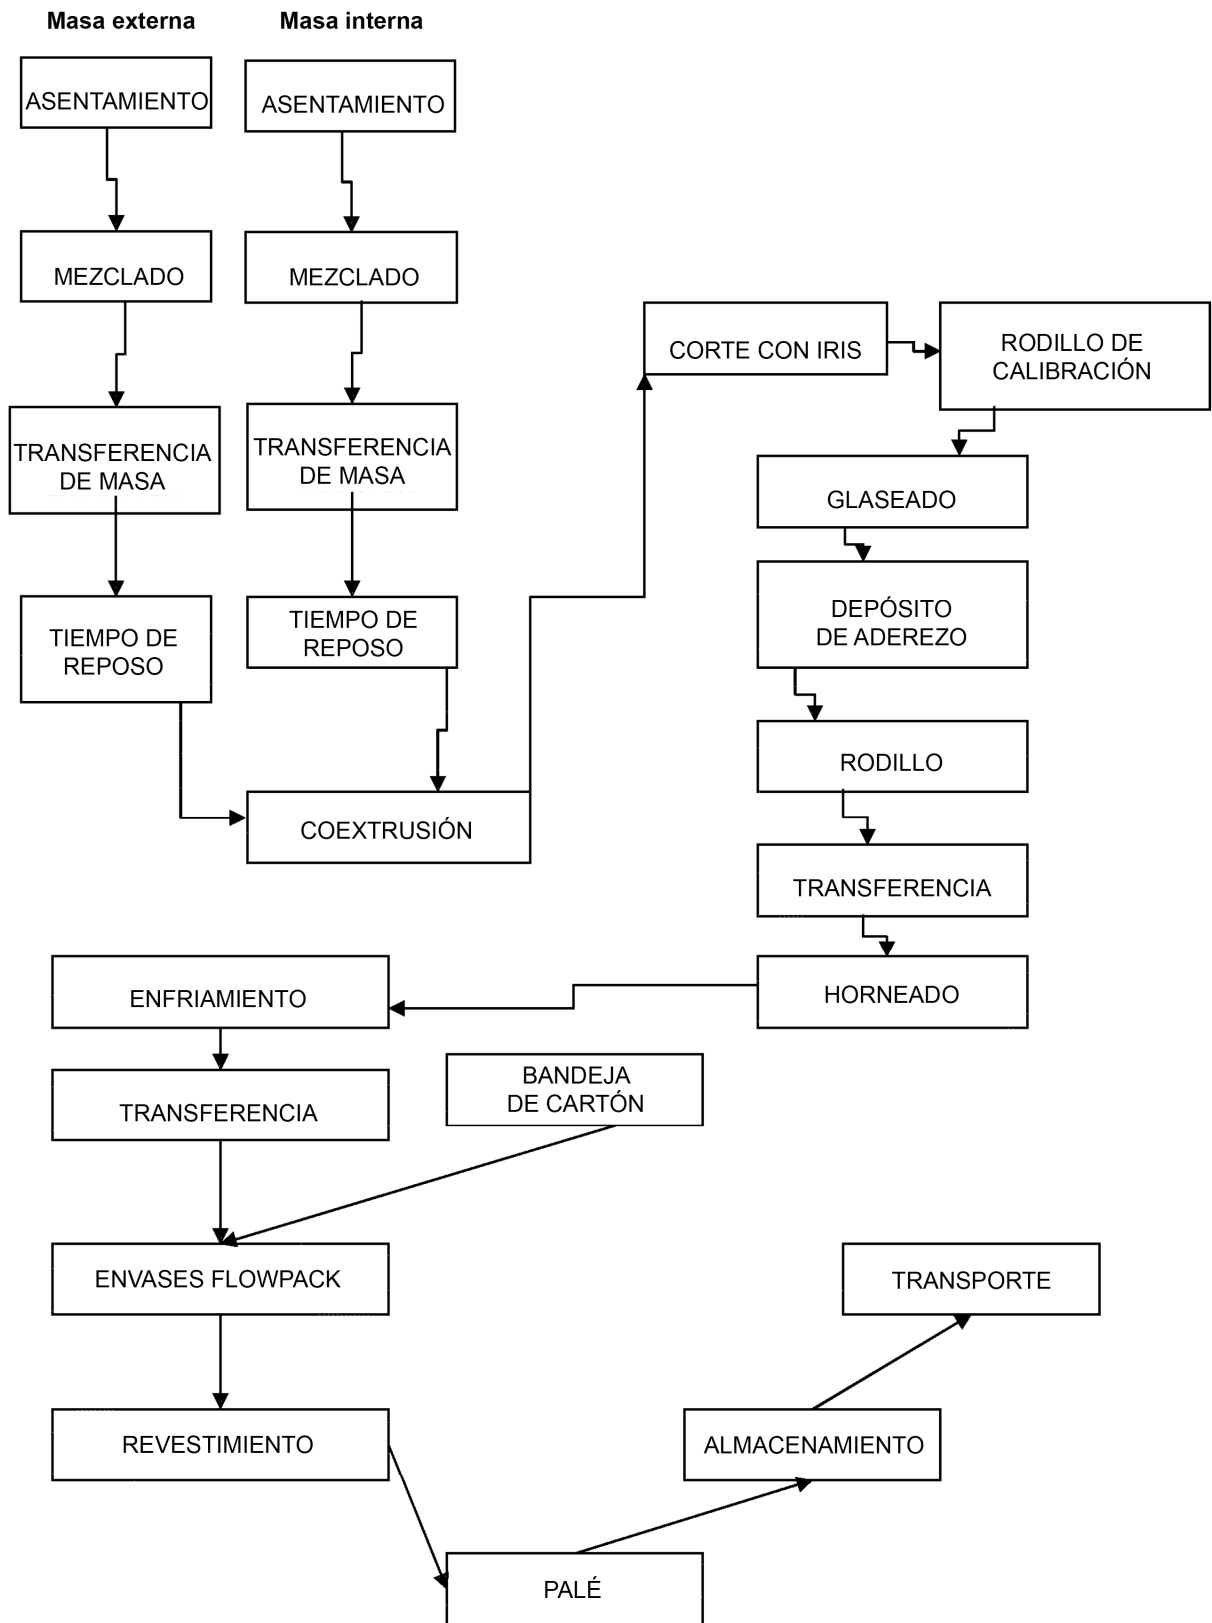 Masa externa
Masa interna
ASENTAMIENTO
ASENTAMIENTO
MEZCLADO
MEZCLADO
TRANSFERENCIA
DE MASA
TRANSFERENCIA
DE MASA
TIEMPO DE
REPOSO
TIEMPO DE
REPOSO
COEXTRUSIÓN
CORTE CON IRIS
RODILLO DE
CALIBRACIÓN
GLASEADO
DEPÓSITO
DE ADEREZO
RODILLO
TRANSFERENCIA
HORNEADO
ENFRIAMIENTO
TRANSFERENCIA
BANDEJA
DE CARTÓN
ENVASES FLOWPACK
REVESTIMIENTO
PALÉ
ALMACENAMIENTO
TRANSPORTE